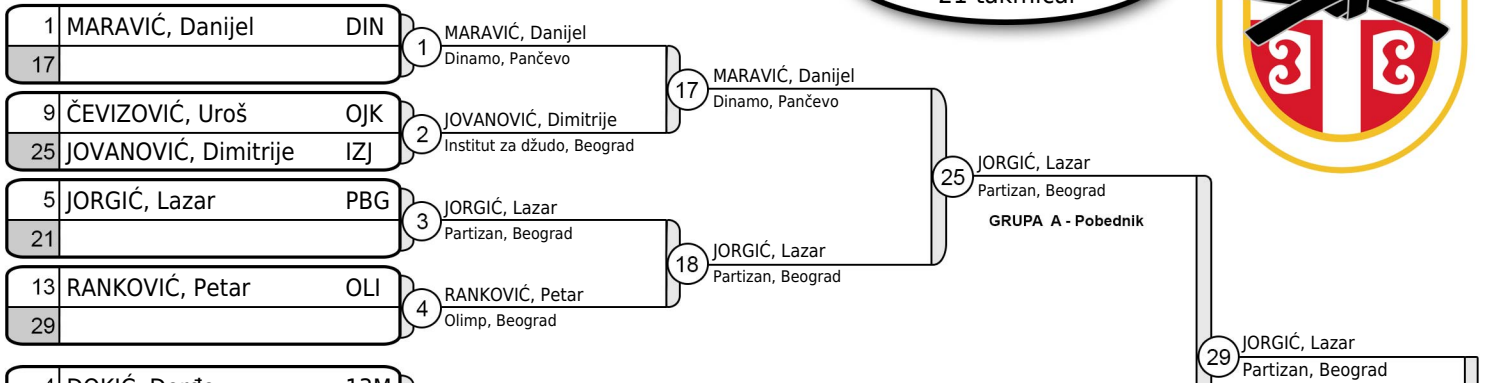 1 MARAVIĆ, Danijel DIN
17
9 ČEVIZOVIĆ, Uroš OJK
25 JOVANOVIĆ, Dimitrije IZJ
5 JORGIĆ, Lazar PBG
21
13 RANKOVIĆ, Petar OLI
29
1 MARAVIĆ, Danijel
Dinamo, Pančevo
2 JOVANOVIĆ, Dimitrije
Institut za džudo, Beograd
3 JORGIĆ, Lazar
Partizan, Beograd
4 RANKOVIĆ, Petar
Olimp, Beograd
17 MARAVIĆ, Danijel
Dinamo, Pančevo
18 JORGIĆ, Lazar
Partizan, Beograd
25 JORGIĆ, Lazar
Partizan, Beograd
GRUPA A - Pobednik
29 JORGIĆ, Lazar
Partizan, Beograd